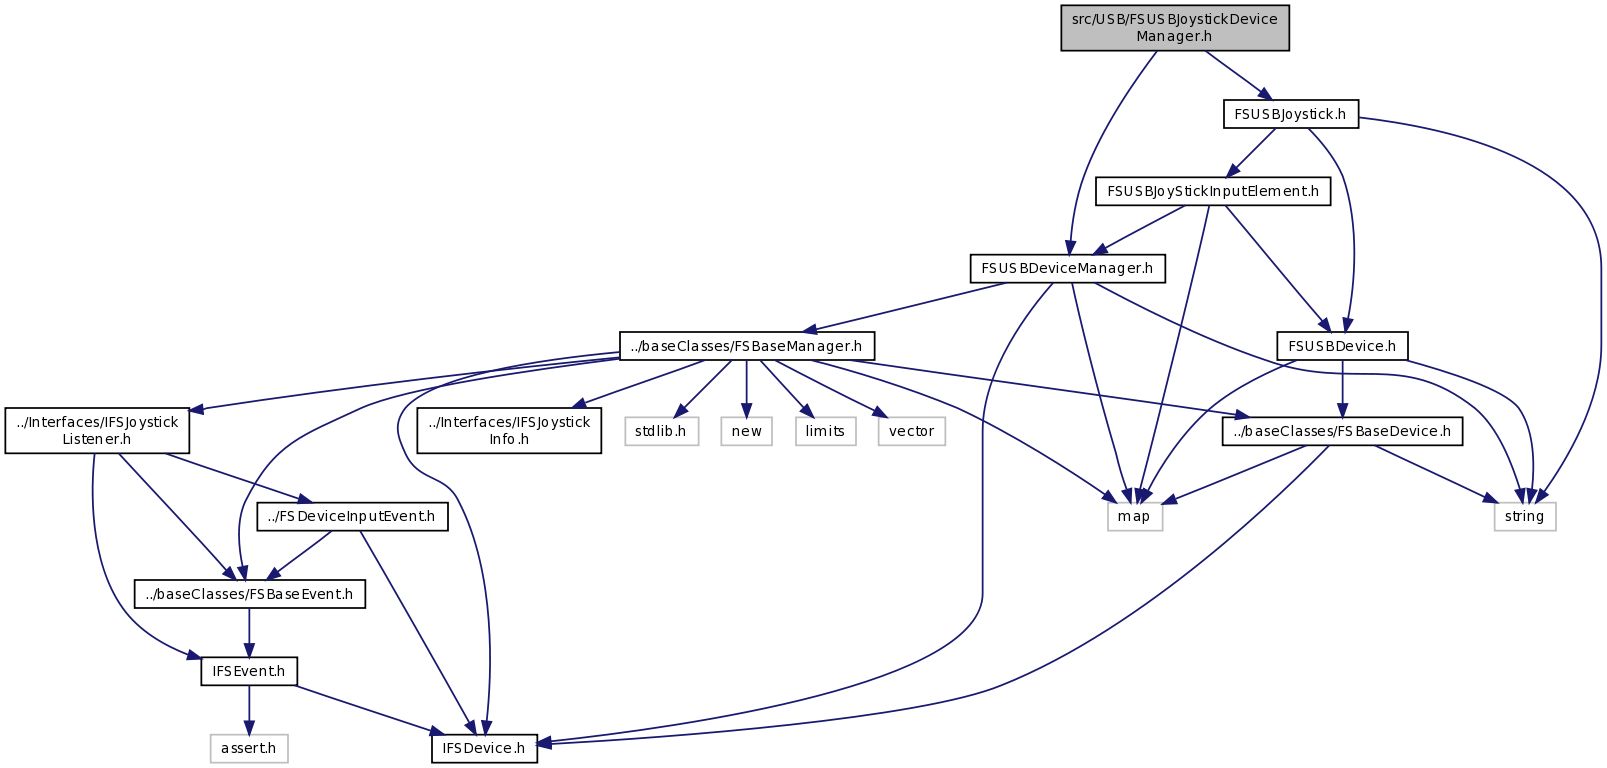 src/USB/FSUSBJoystickDevice
Manager.h
FSUSBJoystick.h
FSUSBJoyStickInputElement.h
FSUSBDeviceManager.h
../baseClasses/FSBaseManager.h
FSUSBDevice.h
../Interfaces/IFSJoystick
Listener.h
../Interfaces/IFSJoystick
Info.h
stdlib.h
new
limits
vector
../baseClasses/FSBaseDevice.h
../FSDeviceInputEvent.h
map
string
../baseClasses/FSBaseEvent.h
IFSEvent.h
assert.h
IFSDevice.h